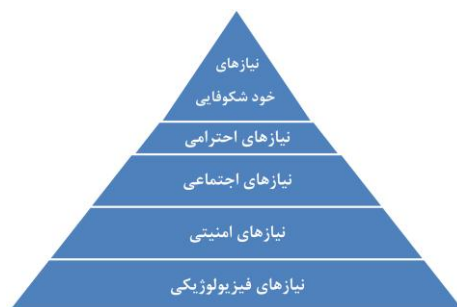 نیازهای
خود شکوفایی
نیازهای احترامی
نیازهای اجتماعی
نیازهای امنیتی
نیازهای فیزیولوژیکی